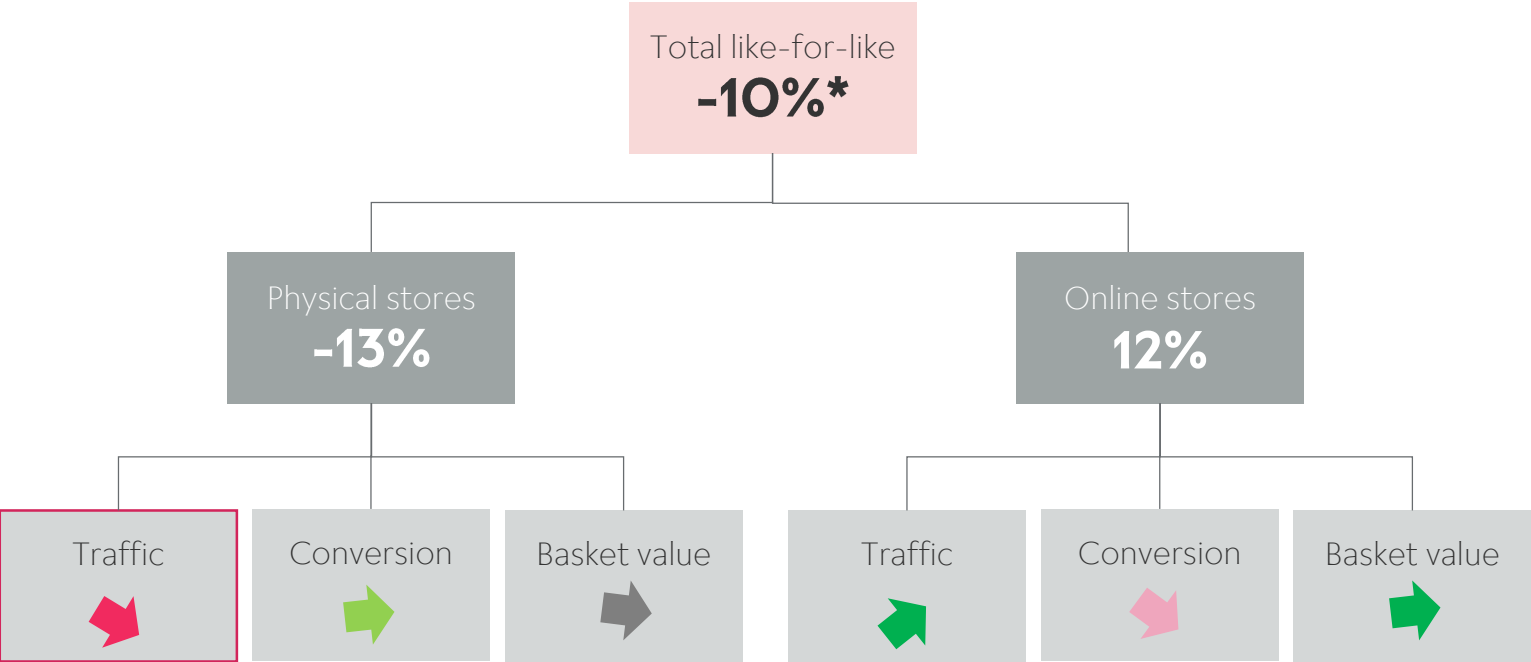 Total like-for-like
-10%*
Physical stores
-13%
Online stores
12%
Traffic
Conversion
Basket value
Traffic
Conversion
Basket value